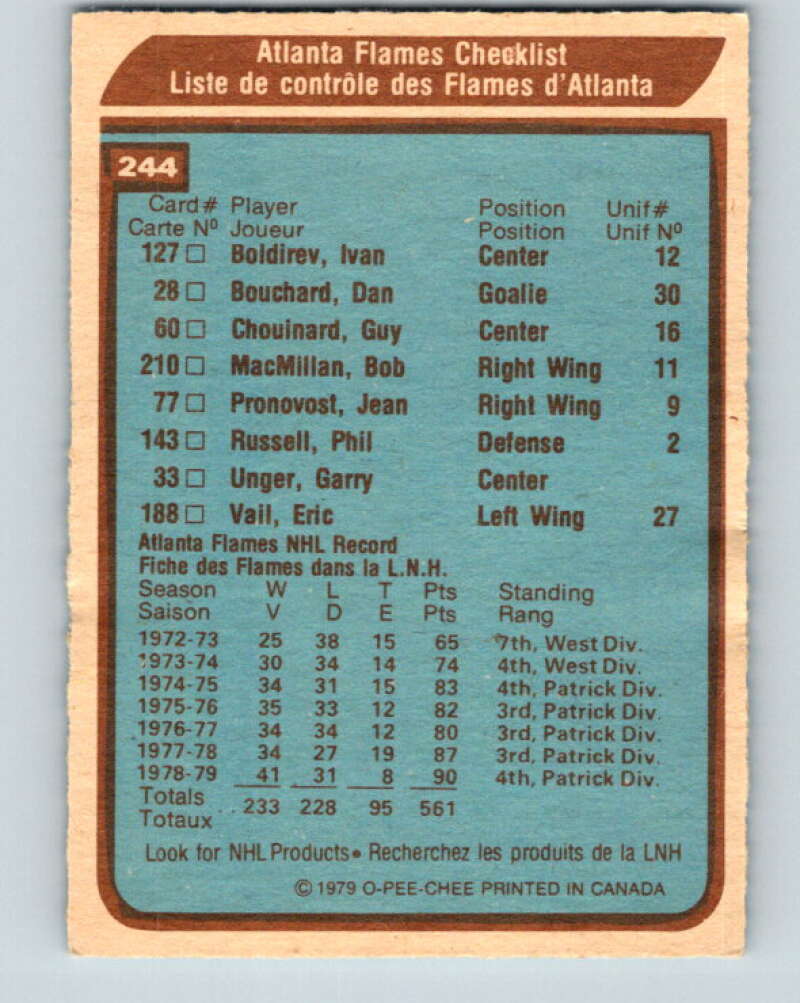 Atlanta Flames Checklist
Liste de contrôle des Flames d'Atlanta
244
Card # Player Position Unif #
Carte Nº Joueur Position Unif Nº
127 □ Boldirev, Ivan Center 12
28 □ Bouchard, Dan Goalie 30
60 □ Chouinard, Guy Center 16
210 □ MacMillan, Bob Right Wing 11
77 □ Pronovost, Jean Right Wing 9
143 □ Russell, Phil Defense 2
33 □ Unger, Garry Center
188 □ Vail, Eric Left Wing 27
Atlanta Flames NHL Record
Fiche des Flames dans la L.N.H.
Season W L T Pts Standing
Saison V D E Pts Rang
1972-73 25 38 15 65 7th, West Div.
1973-74 30 34 14 74 4th, West Div.
1974-75 34 31 15 83 4th, Patrick Div.
1975-76 35 33 12 82 3rd, Patrick Div.
1976-77 34 34 12 80 3rd, Patrick Div.
1977-78 34 27 19 87 3rd, Patrick Div.
1978-79 41 31 8 90 4th, Patrick Div.
Totals
Totaux . . 233 228 95 561
Look for NHL Products • Recherchez les produits de la LNH
© 1979 O-PEE-CHEE PRINTED IN CANADA